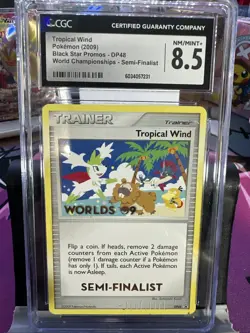 CGC
CERTIFIED GUARANTY COMPANY
Tropical Wind
Pokémon (2009)
Black Star Promos - DP48
World Championships - Semi-Finalist
6024057231
NM/MINT+
8.5
TRAINER
Trainer
Tropical Wind
WORLDS 09
Flip a coin. If heads, remove 2 damage
counters from each Active Pokémon
(remove 1 damage counter if a Pokémon
has only 1). If tails, each Active Pokémon
is now Asleep.
SEMI-FINALIST